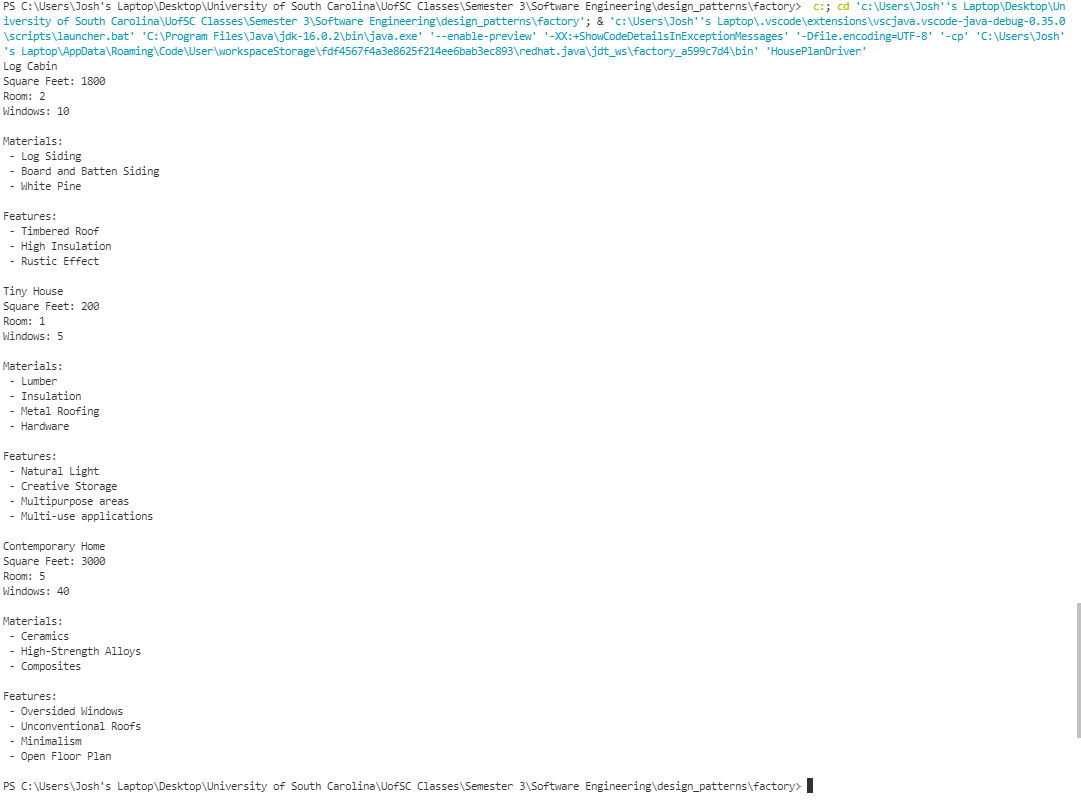 PS C:\Users\Josh's Laptop\Desktop\University of South Carolina\UofSC Classes\Semester 3\Software Engineering\design_patterns\factory>  c:; cd 'c:\Users\Josh''s Laptop\Desktop\Un
iversity of South Carolina\UofSC Classes\Semester 3\Software Engineering\design_patterns\factory'; & 'c:\Users\Josh''s Laptop\.vscode\extensions\vscjava.vscode-java-debug-0.35.0
\scripts\launcher.bat' 'C:\Program Files\Java\jdk-16.0.2\bin\java.exe' '--enable-preview' '-XX:+ShowCodeDetailsInExceptionMessages' '-Dfile.encoding=UTF-8' '-cp' 'C:\Users\Josh'
's Laptop\AppData\Roaming\Code\User\workspaceStorage\fdf4567f4a3e8625f214ee6bab3ec893\redhat.java\jdt_ws\factory_a599c7d4\bin' 'HousePlanDriver'
Log Cabin
Square Feet: 1800
Room: 2
Windows: 10

Materials:
 - Log Siding
 - Board and Batten Siding
 - White Pine

Features:
 - Timbered Roof
 - High Insulation
 - Rustic Effect

Tiny House
Square Feet: 200
Room: 1
Windows: 5

Materials:
 - Lumber
 - Insulation
 - Metal Roofing
 - Hardware

Features:
 - Natural Light
 - Creative Storage
 - Multipurpose areas
 - Multi-use applications

Contemporary Home
Square Feet: 3000
Room: 5
Windows: 40

Materials:
 - Ceramics
 - High-Strength Alloys
 - Composites

Features:
 - Oversided Windows
 - Unconventional Roofs
 - Minimalism
 - Open Floor Plan

PS C:\Users\Josh's Laptop\Desktop\University of South Carolina\UofSC Classes\Semester 3\Software Engineering\design_patterns\factory>